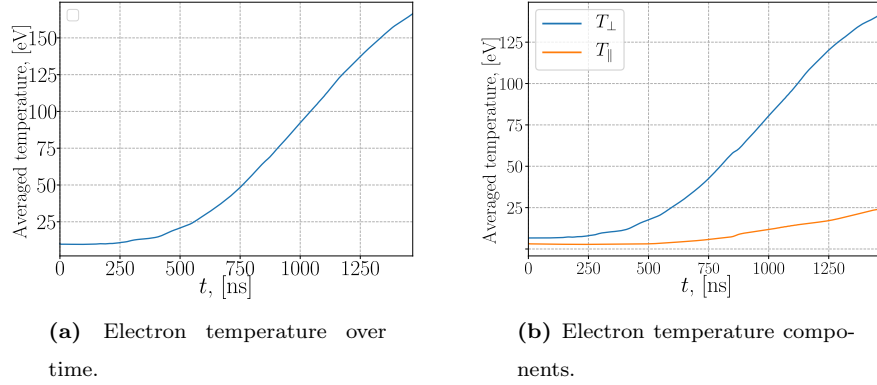 Averaged temperature, [eV]
150
125
100
75
50
25
0
250
500
750
1000
1250
t, [ns]
(a) Electron temperature over
time.
Averaged temperature, [eV]
T⊥
T∥
125
100
75
50
25
0
250
500
750
1000
1250
t, [ns]
(b) Electron temperature compo-
nents.